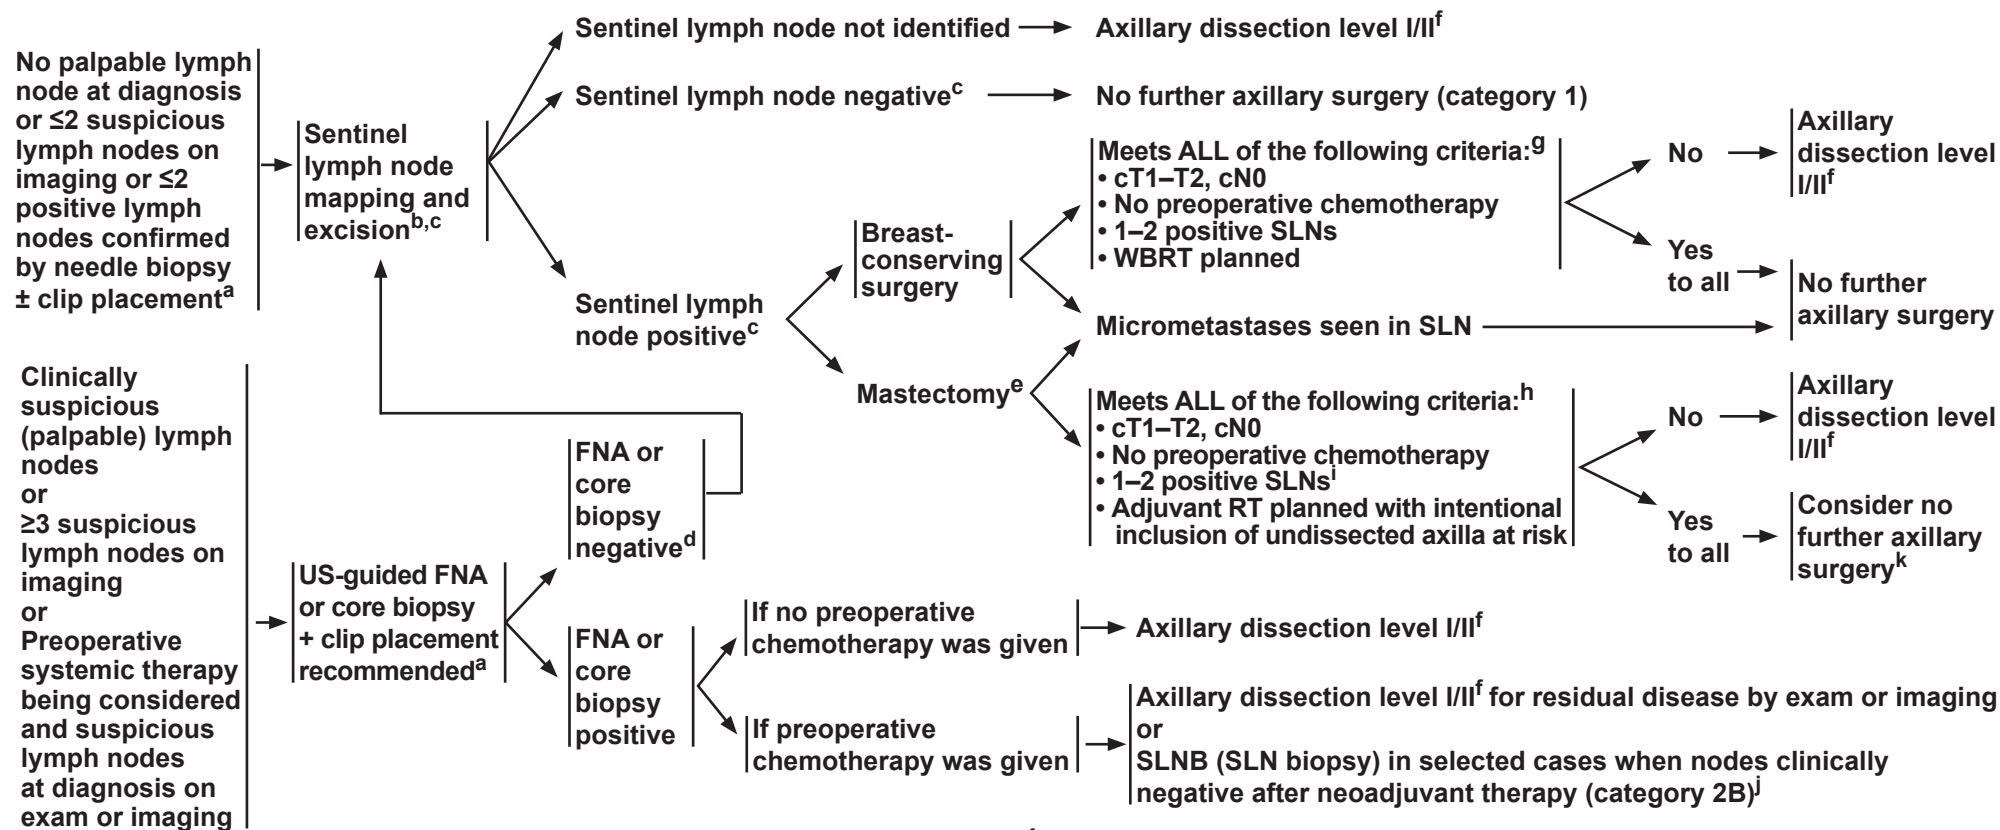 No palpable lymph
node at diagnosis
or ≤2 suspicious
lymph nodes on
imaging or ≤2
positive lymph
nodes confirmed
by needle biopsy
± clip placementᵃ
Sentinel
lymph node
mapping and
excisionᵇ,ᶜ
Sentinel lymph node not identified
Axillary dissection level I/IIᶠ
Sentinel lymph node negativeᶜ
No further axillary surgery (category 1)
Sentinel lymph
node positiveᶜ
Breast-
conserving
surgery
Meets ALL of the following criteria:ᵍ
• cT1–T2, cN0
• No preoperative chemotherapy
• 1–2 positive SLNs
• WBRT planned
No
Axillary
dissection level
I/IIᶠ
Yes
to all
No further
axillary surgery
Micrometastases seen in SLN
Mastectomyᵉ
Meets ALL of the following criteria:ʰ
• cT1–T2, cN0
• No preoperative chemotherapy
• 1–2 positive SLNsⁱ
• Adjuvant RT planned with intentional
inclusion of undissected axilla at risk
No
Axillary
dissection level
I/IIᶠ
Yes
to all
Consider no
further axillary
surgeryᵏ
Clinically
suspicious
(palpable) lymph
nodes
or
≥3 suspicious
lymph nodes on
imaging
or
Preoperative
systemic therapy
being considered
and suspicious
lymph nodes
at diagnosis on
exam or imaging
US-guided FNA
or core biopsy
+ clip placement
recommendedᵃ
FNA or
core
biopsy
negativeᵈ
FNA or
core
biopsy
positive
If no preoperative
chemotherapy was given
Axillary dissection level I/IIᶠ
If preoperative
chemotherapy was given
Axillary dissection level I/IIᶠ for residual disease by exam or imaging
or
SLNB (SLN biopsy) in selected cases when nodes clinically
negative after neoadjuvant therapy (category 2B)ʲ